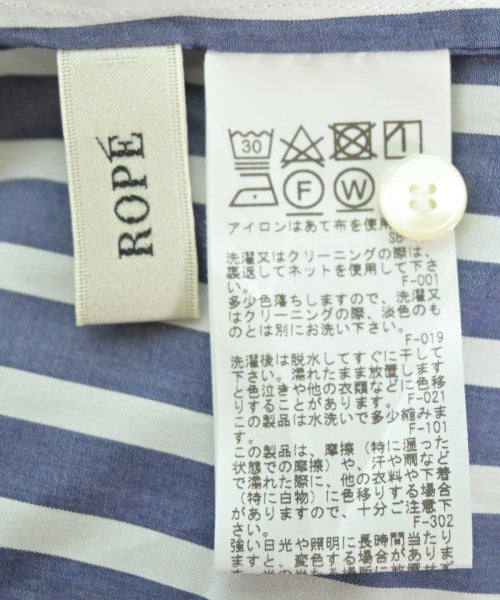 ROPÉ
30
F W
アイロンはあて布を使用
S5
洗濯又はクリーニングの際は、
裏返してネットを使用して下さ
い。 F-001
多少色落ちしますので、洗濯又
はクリーニングの際、淡色のも
のとは別にお洗い下さい。
F-019
洗濯後は脱水してすぐに干して
下さい。濡れたまま放置します
と色泣きや他の衣類などに色移
りすることがあります。 F-021
この製品は水洗いで多少縮みま
す。 F-101
この製品は、摩擦（特に湿った
状態での摩擦）や、汗や雨などで
で濡れた際に、他の衣料や下着
（特に白物）に色移りする場合
がありますので、十分ご注意下
さい。 F-302
強い日光や照明に長時間当たり
ますと、変色する場合がありま